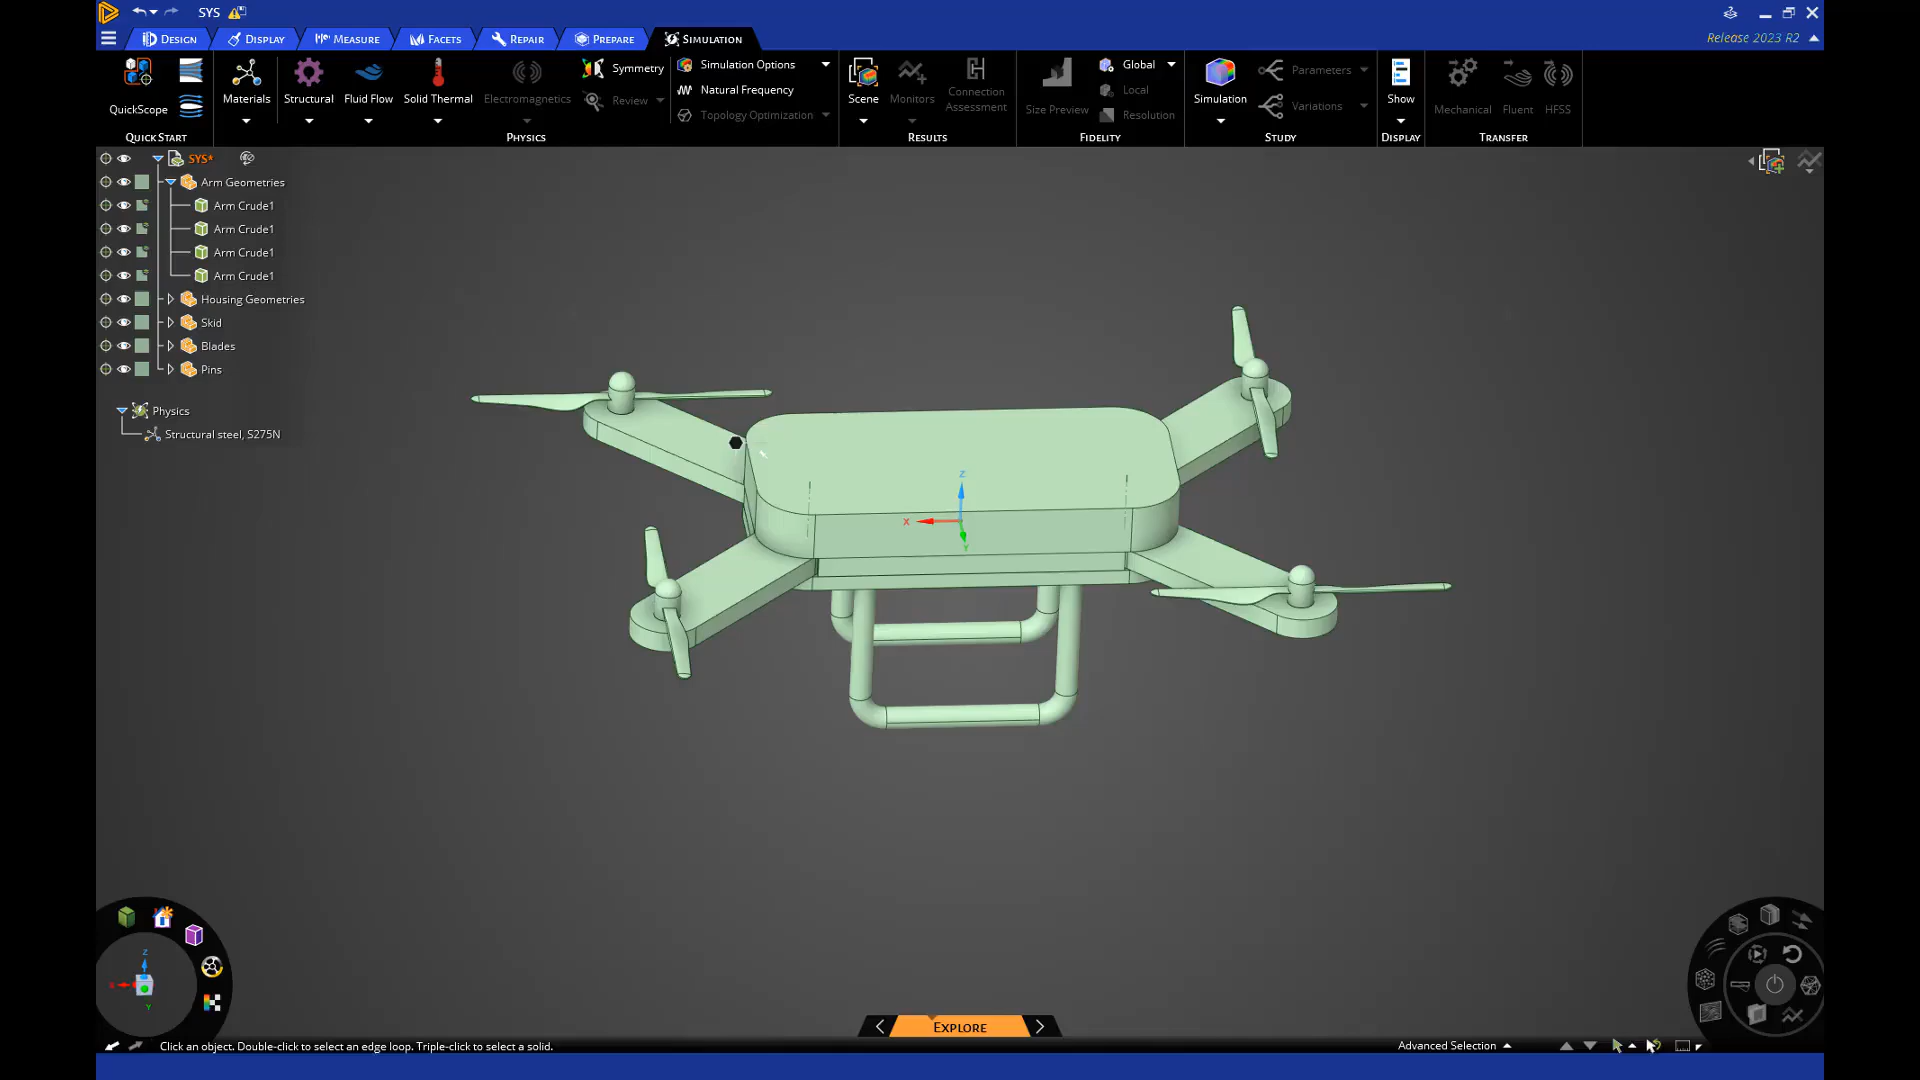 SYS
Design
Display
Measure
Facets
Repair
Prepare
Simulation
Release 2023 R2
QuickScope
Quick Start
Materials
Structural
Fluid Flow
Solid Thermal
Electromagnetics
Symmetry
Review
Simulation Options
Natural Frequency
Topology Optimization
Physics
Scene
Monitors
Connection
Assessment
Results
Size Preview
Global
Local
Resolution
Fidelity
Simulation
Parameters
Variations
Study
Show
Display
Mechanical
Fluent
HFSS
Transfer
SYS*
Arm Geometries
Arm Crude1
Arm Crude1
Arm Crude1
Arm Crude1
Housing Geometries
Skid
Blades
Pins
Physics
Structural steel, S275N
Z
X
Y
Z
X
Y
Explore
Click an object. Double-click to select an edge loop. Triple-click to select a solid.
Advanced Selection